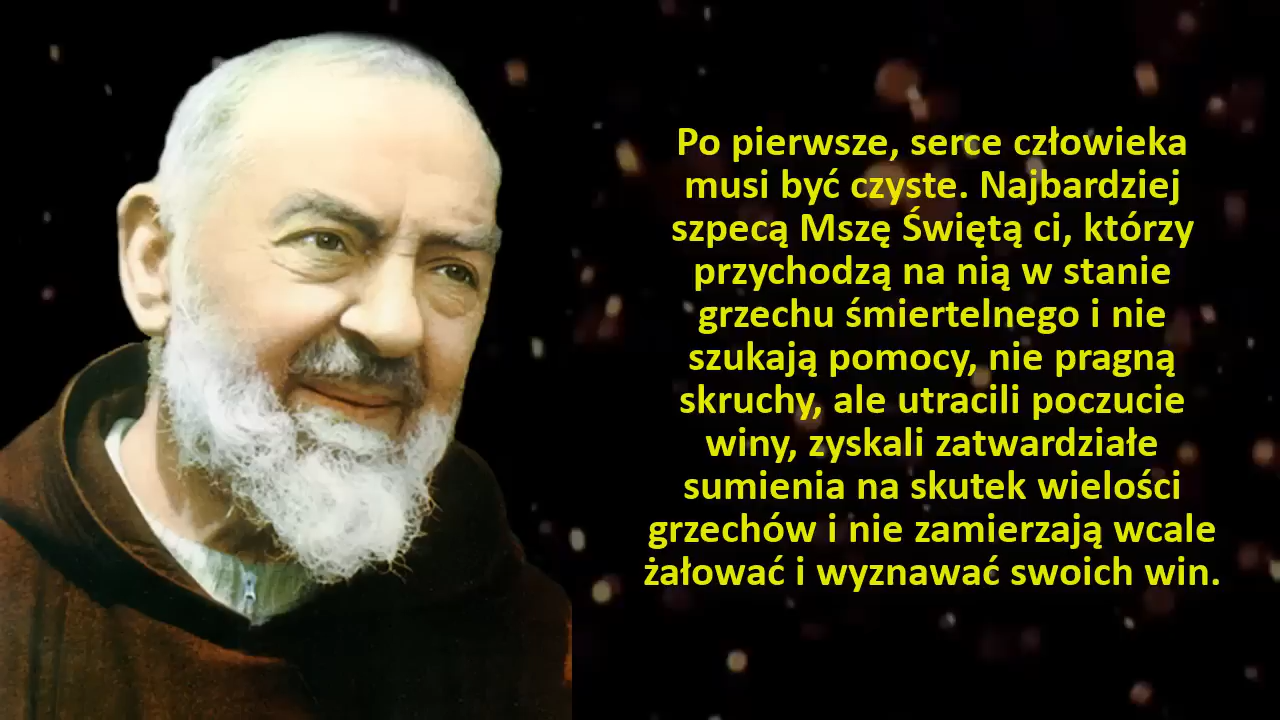 Po pierwsze, serce człowieka
musi być czyste. Najbardziej
szpecą Mszę Świętą ci, którzy
przychodzą na nią w stanie
grzechu śmiertelnego i nie
szukają pomocy, nie pragną
skruchy, ale utracili poczucie
winy, zyskali zatwardziałe
sumienia na skutek wielości
grzechów i nie zamierzają wcale
żałować i wyznawać swoich win.